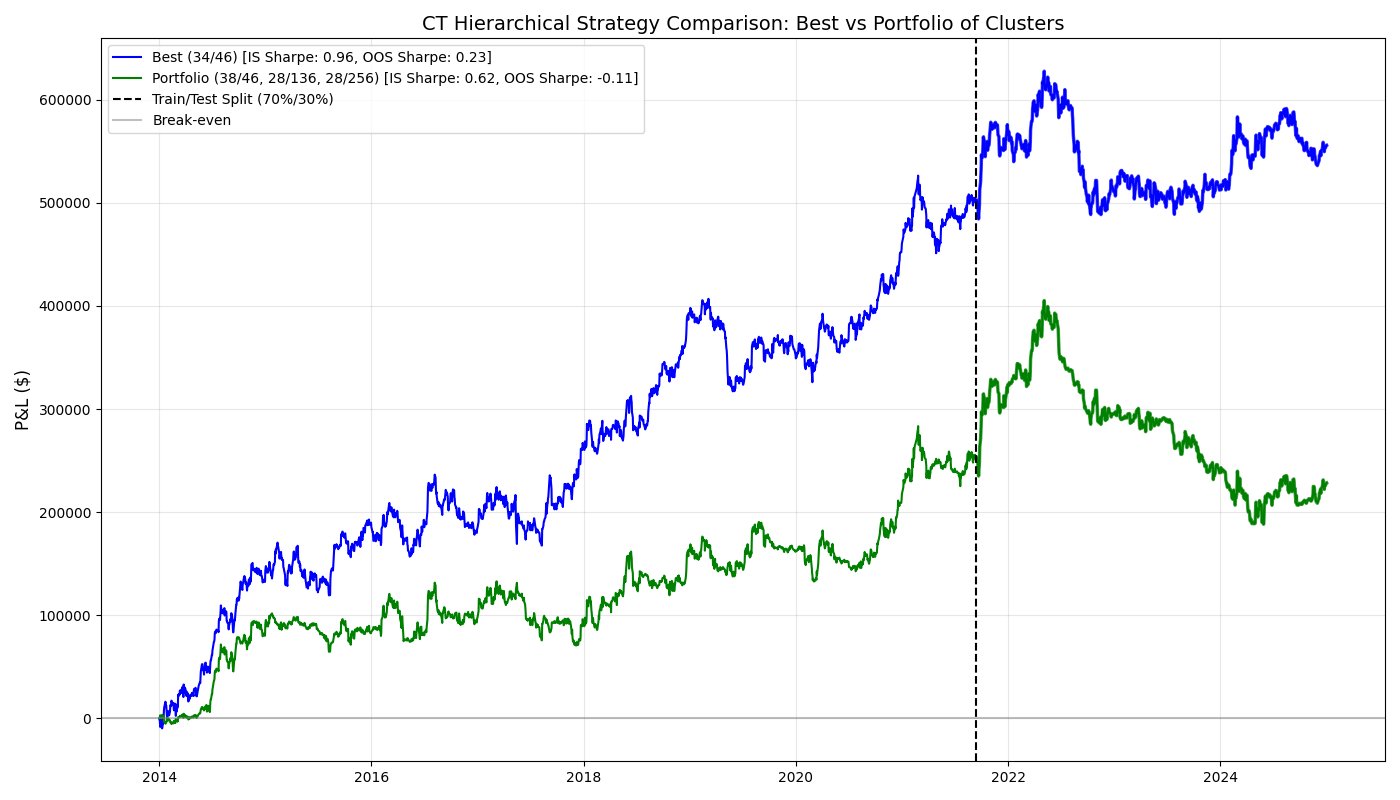 CT Hierarchical Strategy Comparison: Best vs Portfolio of Clusters
Best (34/46) [IS Sharpe: 0.96, OOS Sharpe: 0.23]
Portfolio (38/46, 28/136, 28/256) [IS Sharpe: 0.62, OOS Sharpe: -0.11]
Train/Test Split (70%/30%)
Break-even
P&L ($)
600000
500000
400000
300000
200000
100000
0
2014
2016
2018
2020
2022
2024